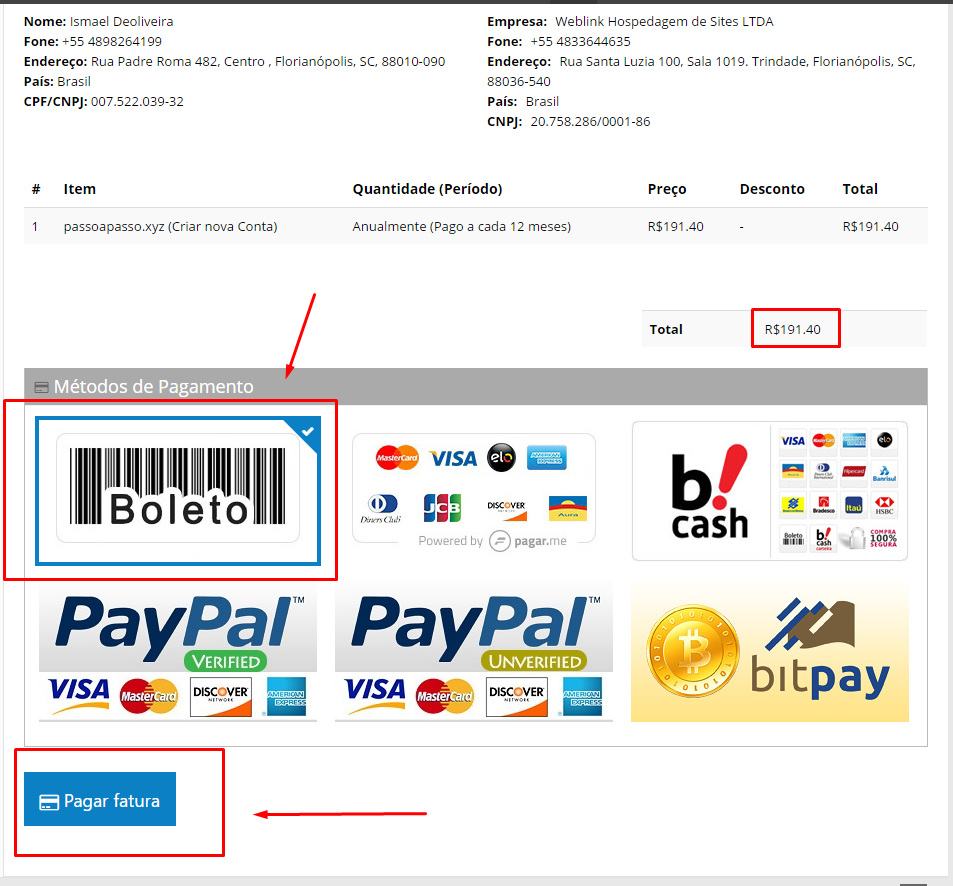 Nome: Ismael Deoliveira
Fone: +55 4898264199
Endereço: Rua Padre Roma 482, Centro , Florianópolis, SC, 88010-090
País: Brasil
CPF/CNPJ: 007.522.039-32
Empresa: Weblink Hospedagem de Sites LTDA
Fone: +55 4833644635
Endereço: Rua Santa Luzia 100, Sala 1019. Trindade, Florianópolis, SC,
88036-540
País: Brasil
CNPJ: 20.758.286/0001-86
# Item Quantidade (Período) Preço Desconto Total
1 passoapasso.xyz (Criar nova Conta) Anualmente (Pago a cada 12 meses) R$191.40 - R$191.40
Total R$191.40
Métodos de Pagamento
Boleto
MasterCard VISA elo AMERICAN EXPRESS
Diners Club JCB DISCOVER Aura
Powered by pagar.me
b! cash
VISA MasterCard elo
Hipercard Banrisul
Bradesco Itaú HSBC
Boleto b! cash COMPRA 100% SEGURA
PayPal™
VERIFIED
VISA MasterCard DISCOVER NETWORK AMERICAN EXPRESS
PayPal™
UNVERIFIED
VISA MasterCard DISCOVER NETWORK AMERICAN EXPRESS
bitpay
Pagar fatura